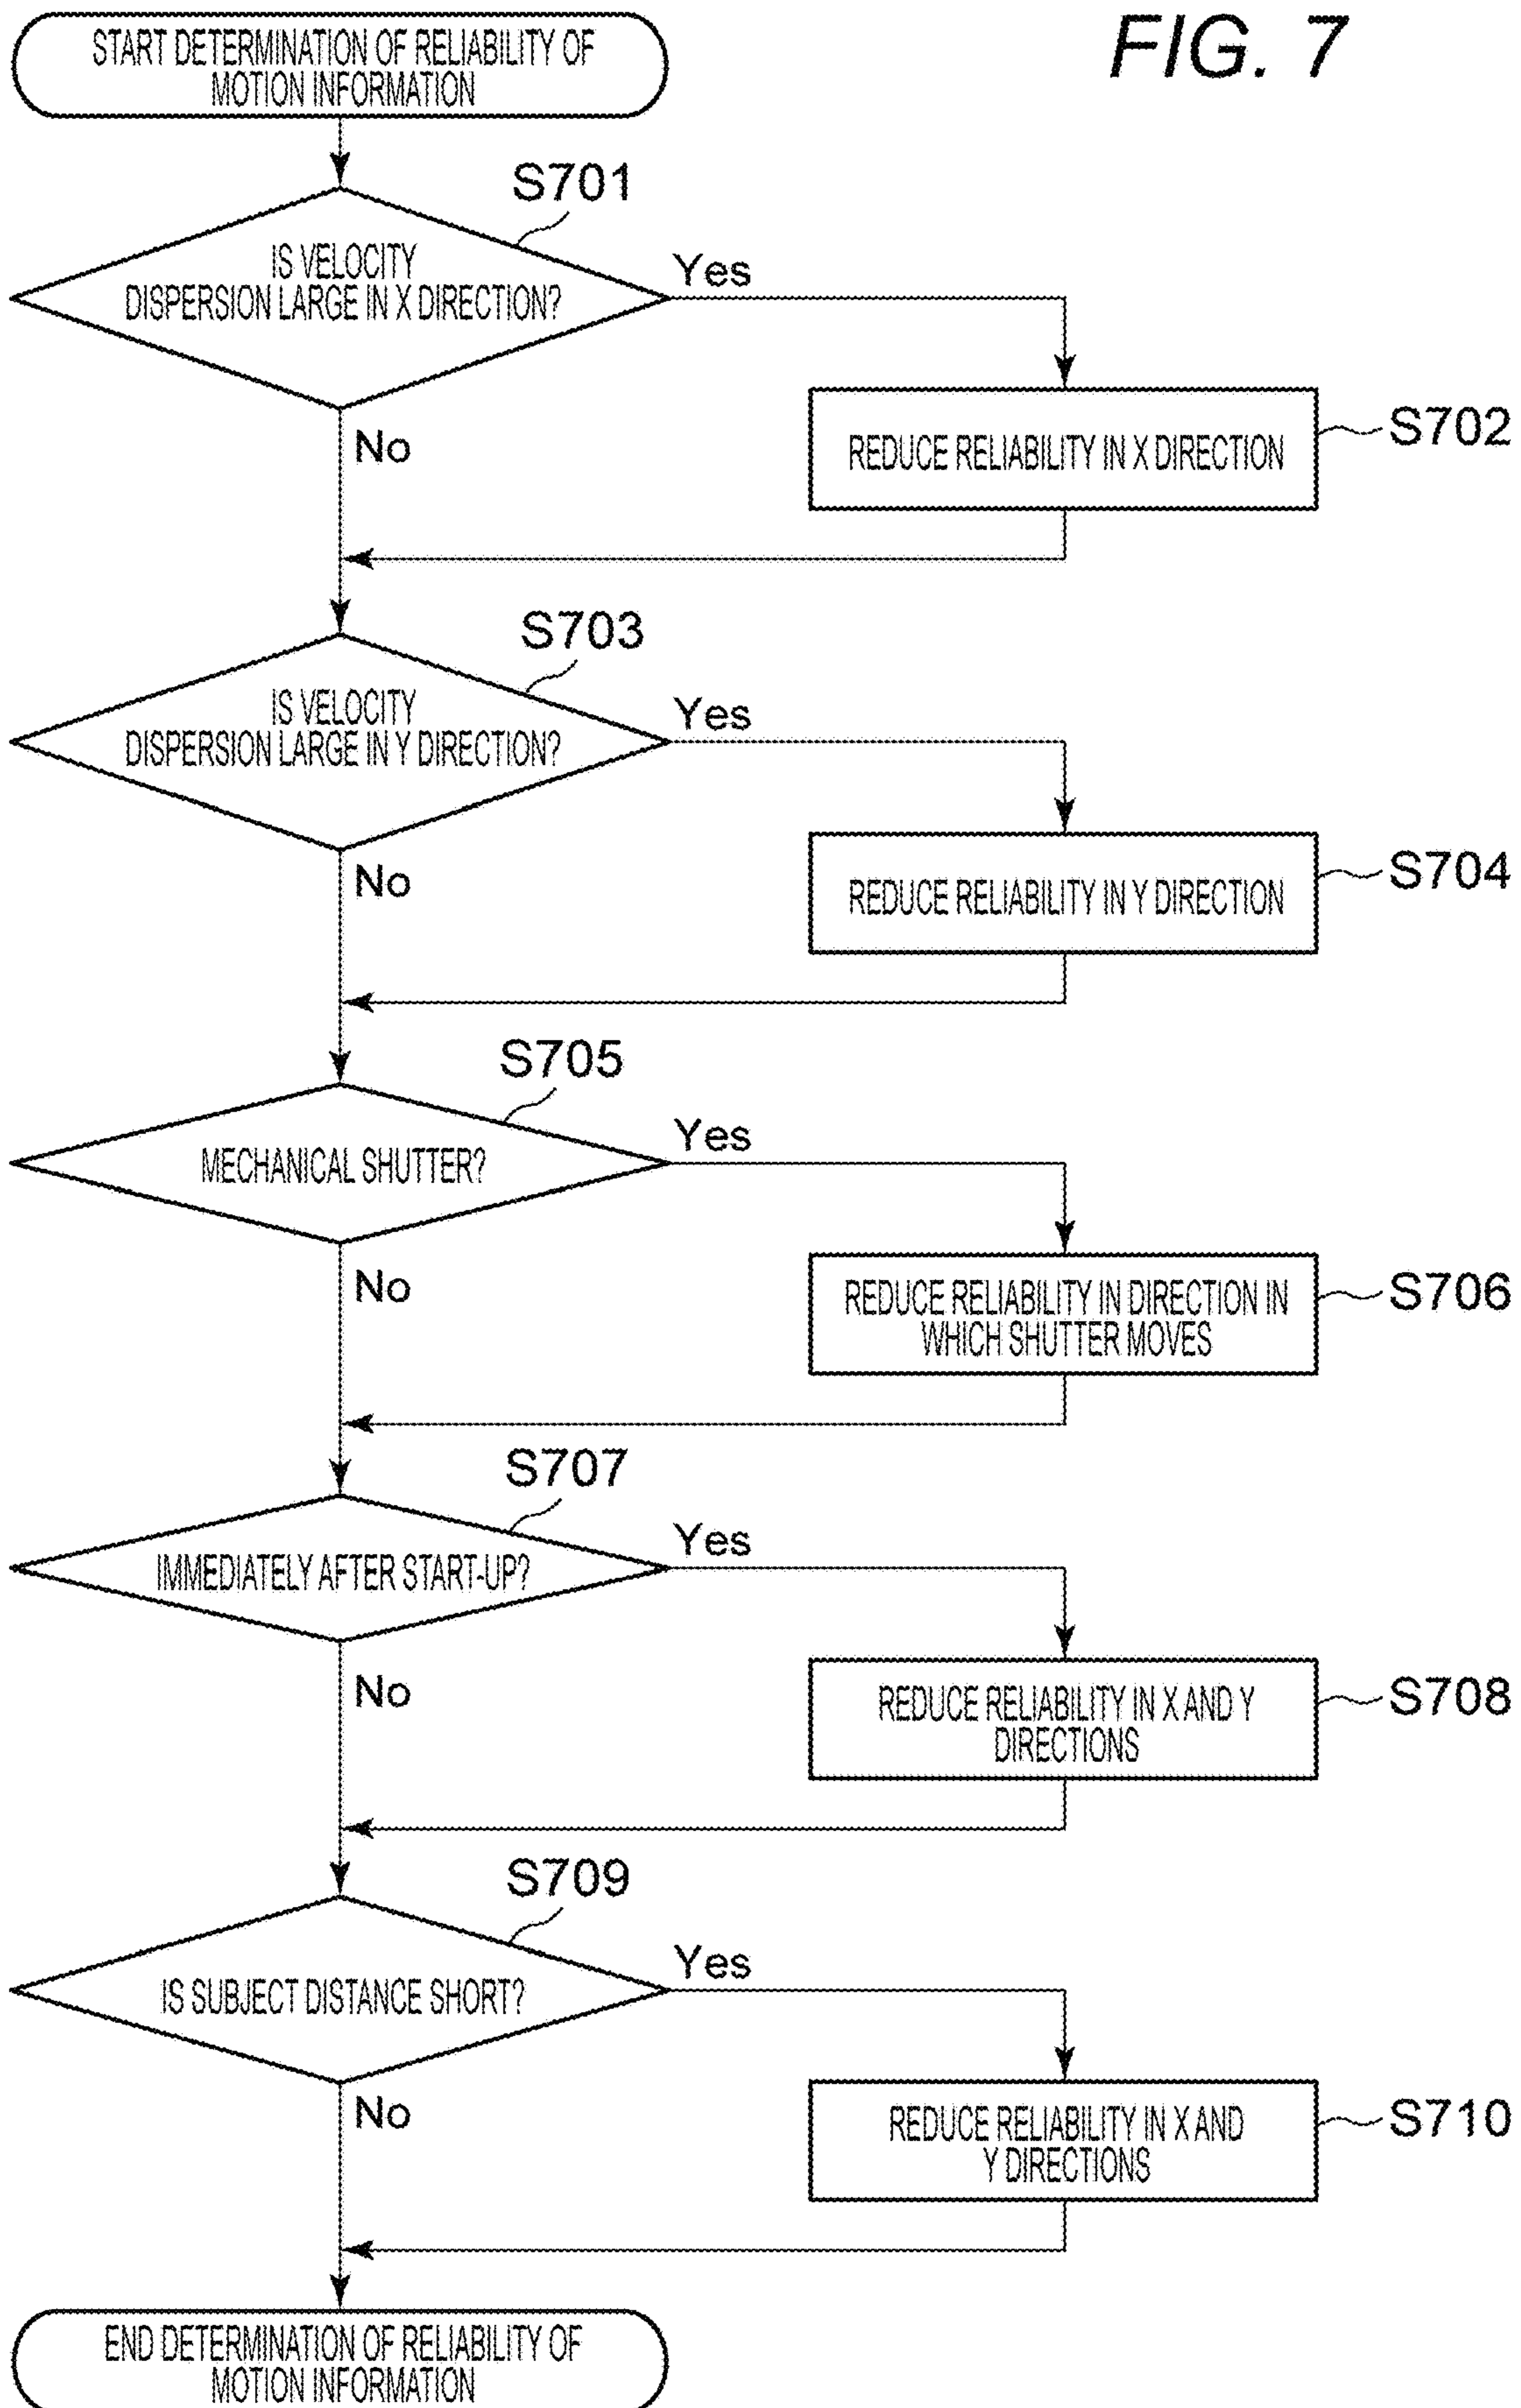 FIG. 7
START DETERMINATION OF RELIABILITY OF
MOTION INFORMATION
S701
IS VELOCITY
DISPERSION LARGE IN X DIRECTION?
Yes
No
REDUCE RELIABILITY IN X DIRECTION
S702
S703
IS VELOCITY
DISPERSION LARGE IN Y DIRECTION?
Yes
No
REDUCE RELIABILITY IN Y DIRECTION
S704
S705
MECHANICAL SHUTTER?
Yes
No
REDUCE RELIABILITY IN DIRECTION IN
WHICH SHUTTER MOVES
S706
S707
IMMEDIATELY AFTER START-UP?
Yes
No
REDUCE RELIABILITY IN X AND Y
DIRECTIONS
S708
S709
IS SUBJECT DISTANCE SHORT?
Yes
No
REDUCE RELIABILITY IN X AND
Y DIRECTIONS
S710
END DETERMINATION OF RELIABILITY OF
MOTION INFORMATION